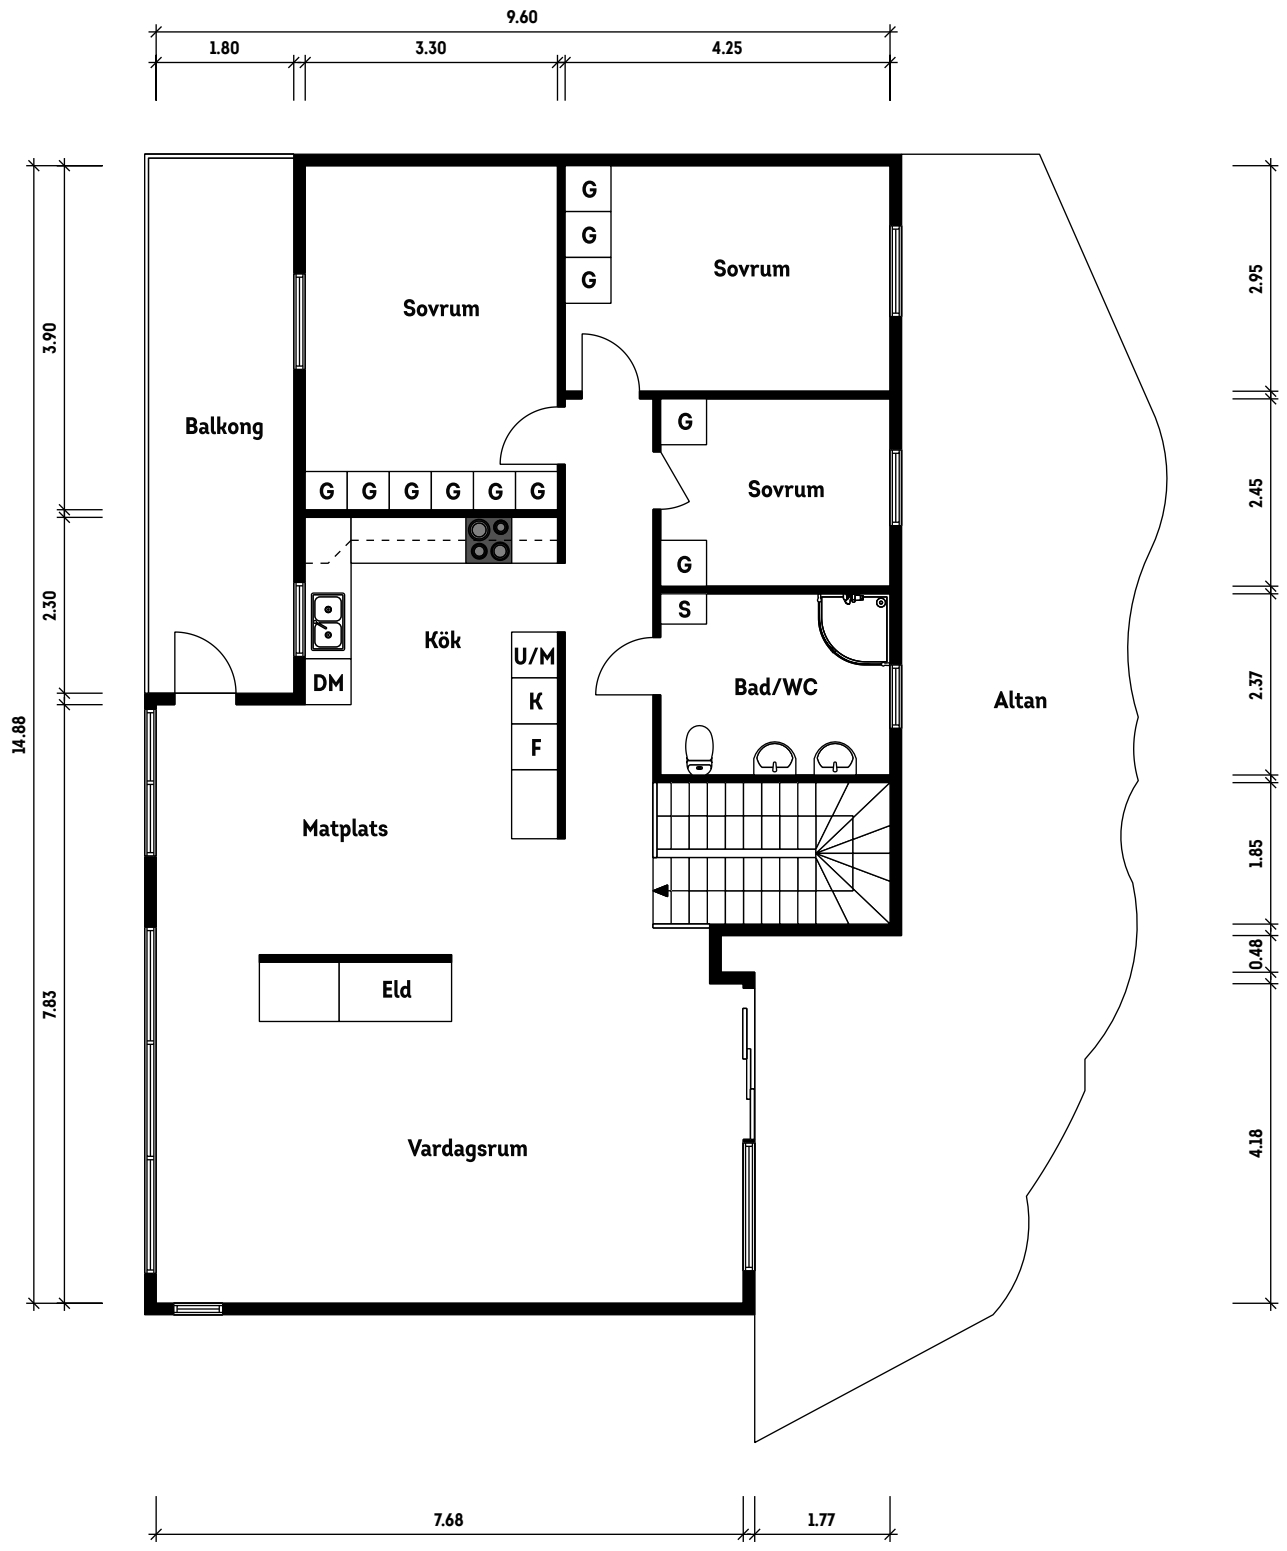 9.60
1.80 3.30 4.25
G
G
Sovrum
2.95
G
Sovrum
3.90
G
Balkong
G G G G G G
Sovrum
2.45
G
2.30
S
Kök
U/M
DM
K
Bad/WC
2.37
Altan
14.88
F
Matplats
1.85
0.48
Eld
7.83
Vardagsrum
4.18
7.68 1.77